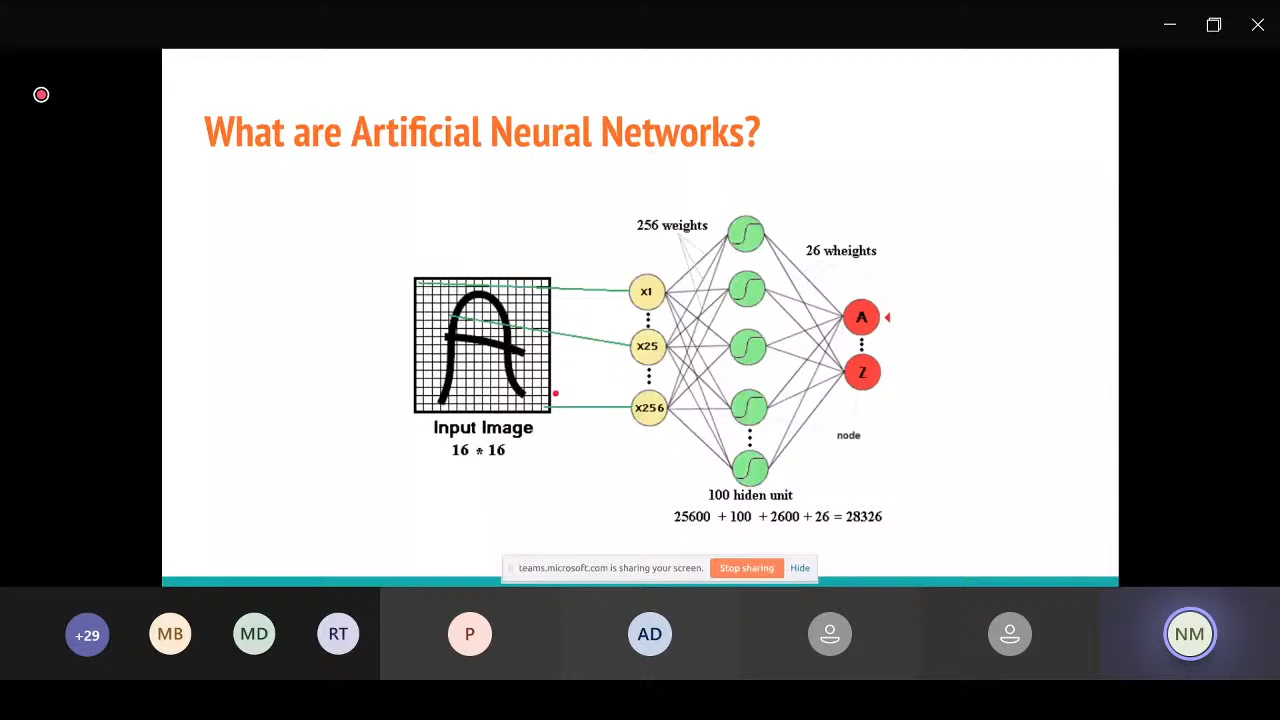 What are Artificial Neural Networks?
256 weights
26 wheights
x1
x25
x256
A
Z
node
Input Image
16 * 16
100 hiden unit
25600 + 100 + 2600 + 26 = 28326
teams.microsoft.com is sharing your screen. Stop sharing Hide
+29 MB MD RT P AD NM